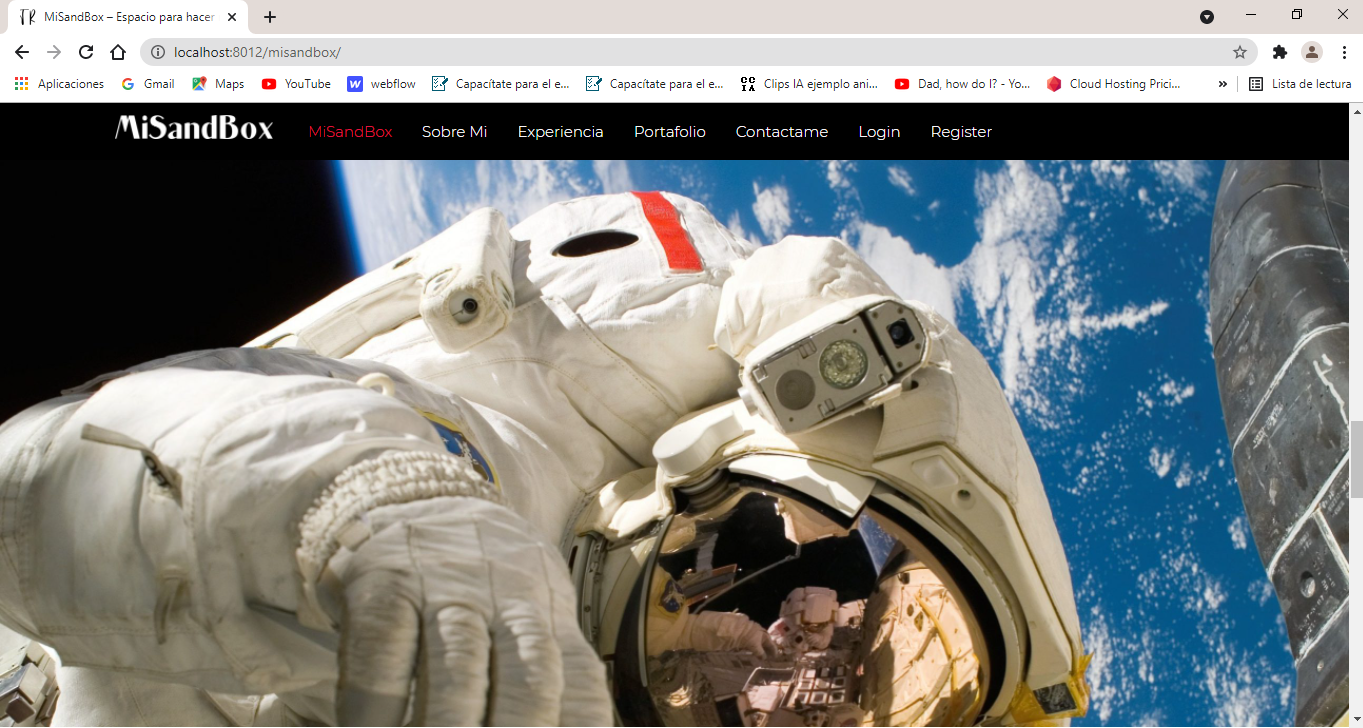 MiSandBox – Espacio para hacer
localhost:8012/misandbox/
Aplicaciones Gmail Maps YouTube webflow Capacítate para el e... Capacítate para el e... Clips IA ejemplo ani... Dad, how do I? - Yo... Cloud Hosting Prici... » Lista de lectura
MiSandBox MiSandBox Sobre Mi Experiencia Portafolio Contactame Login Register